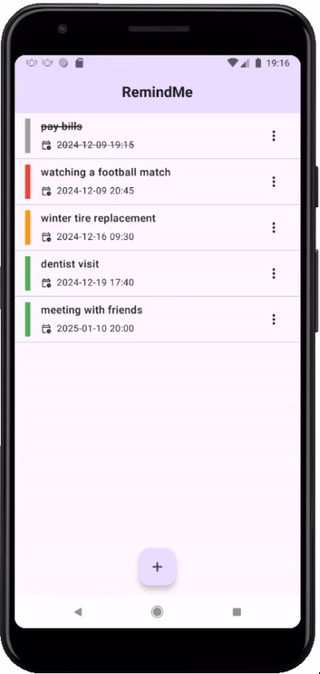 19:16
RemindMe
pay bills
2024-12-09 19:15
watching a football match
2024-12-09 20:45
winter tire replacement
2024-12-16 09:30
dentist visit
2024-12-19 17:40
meeting with friends
2025-01-10 20:00
+